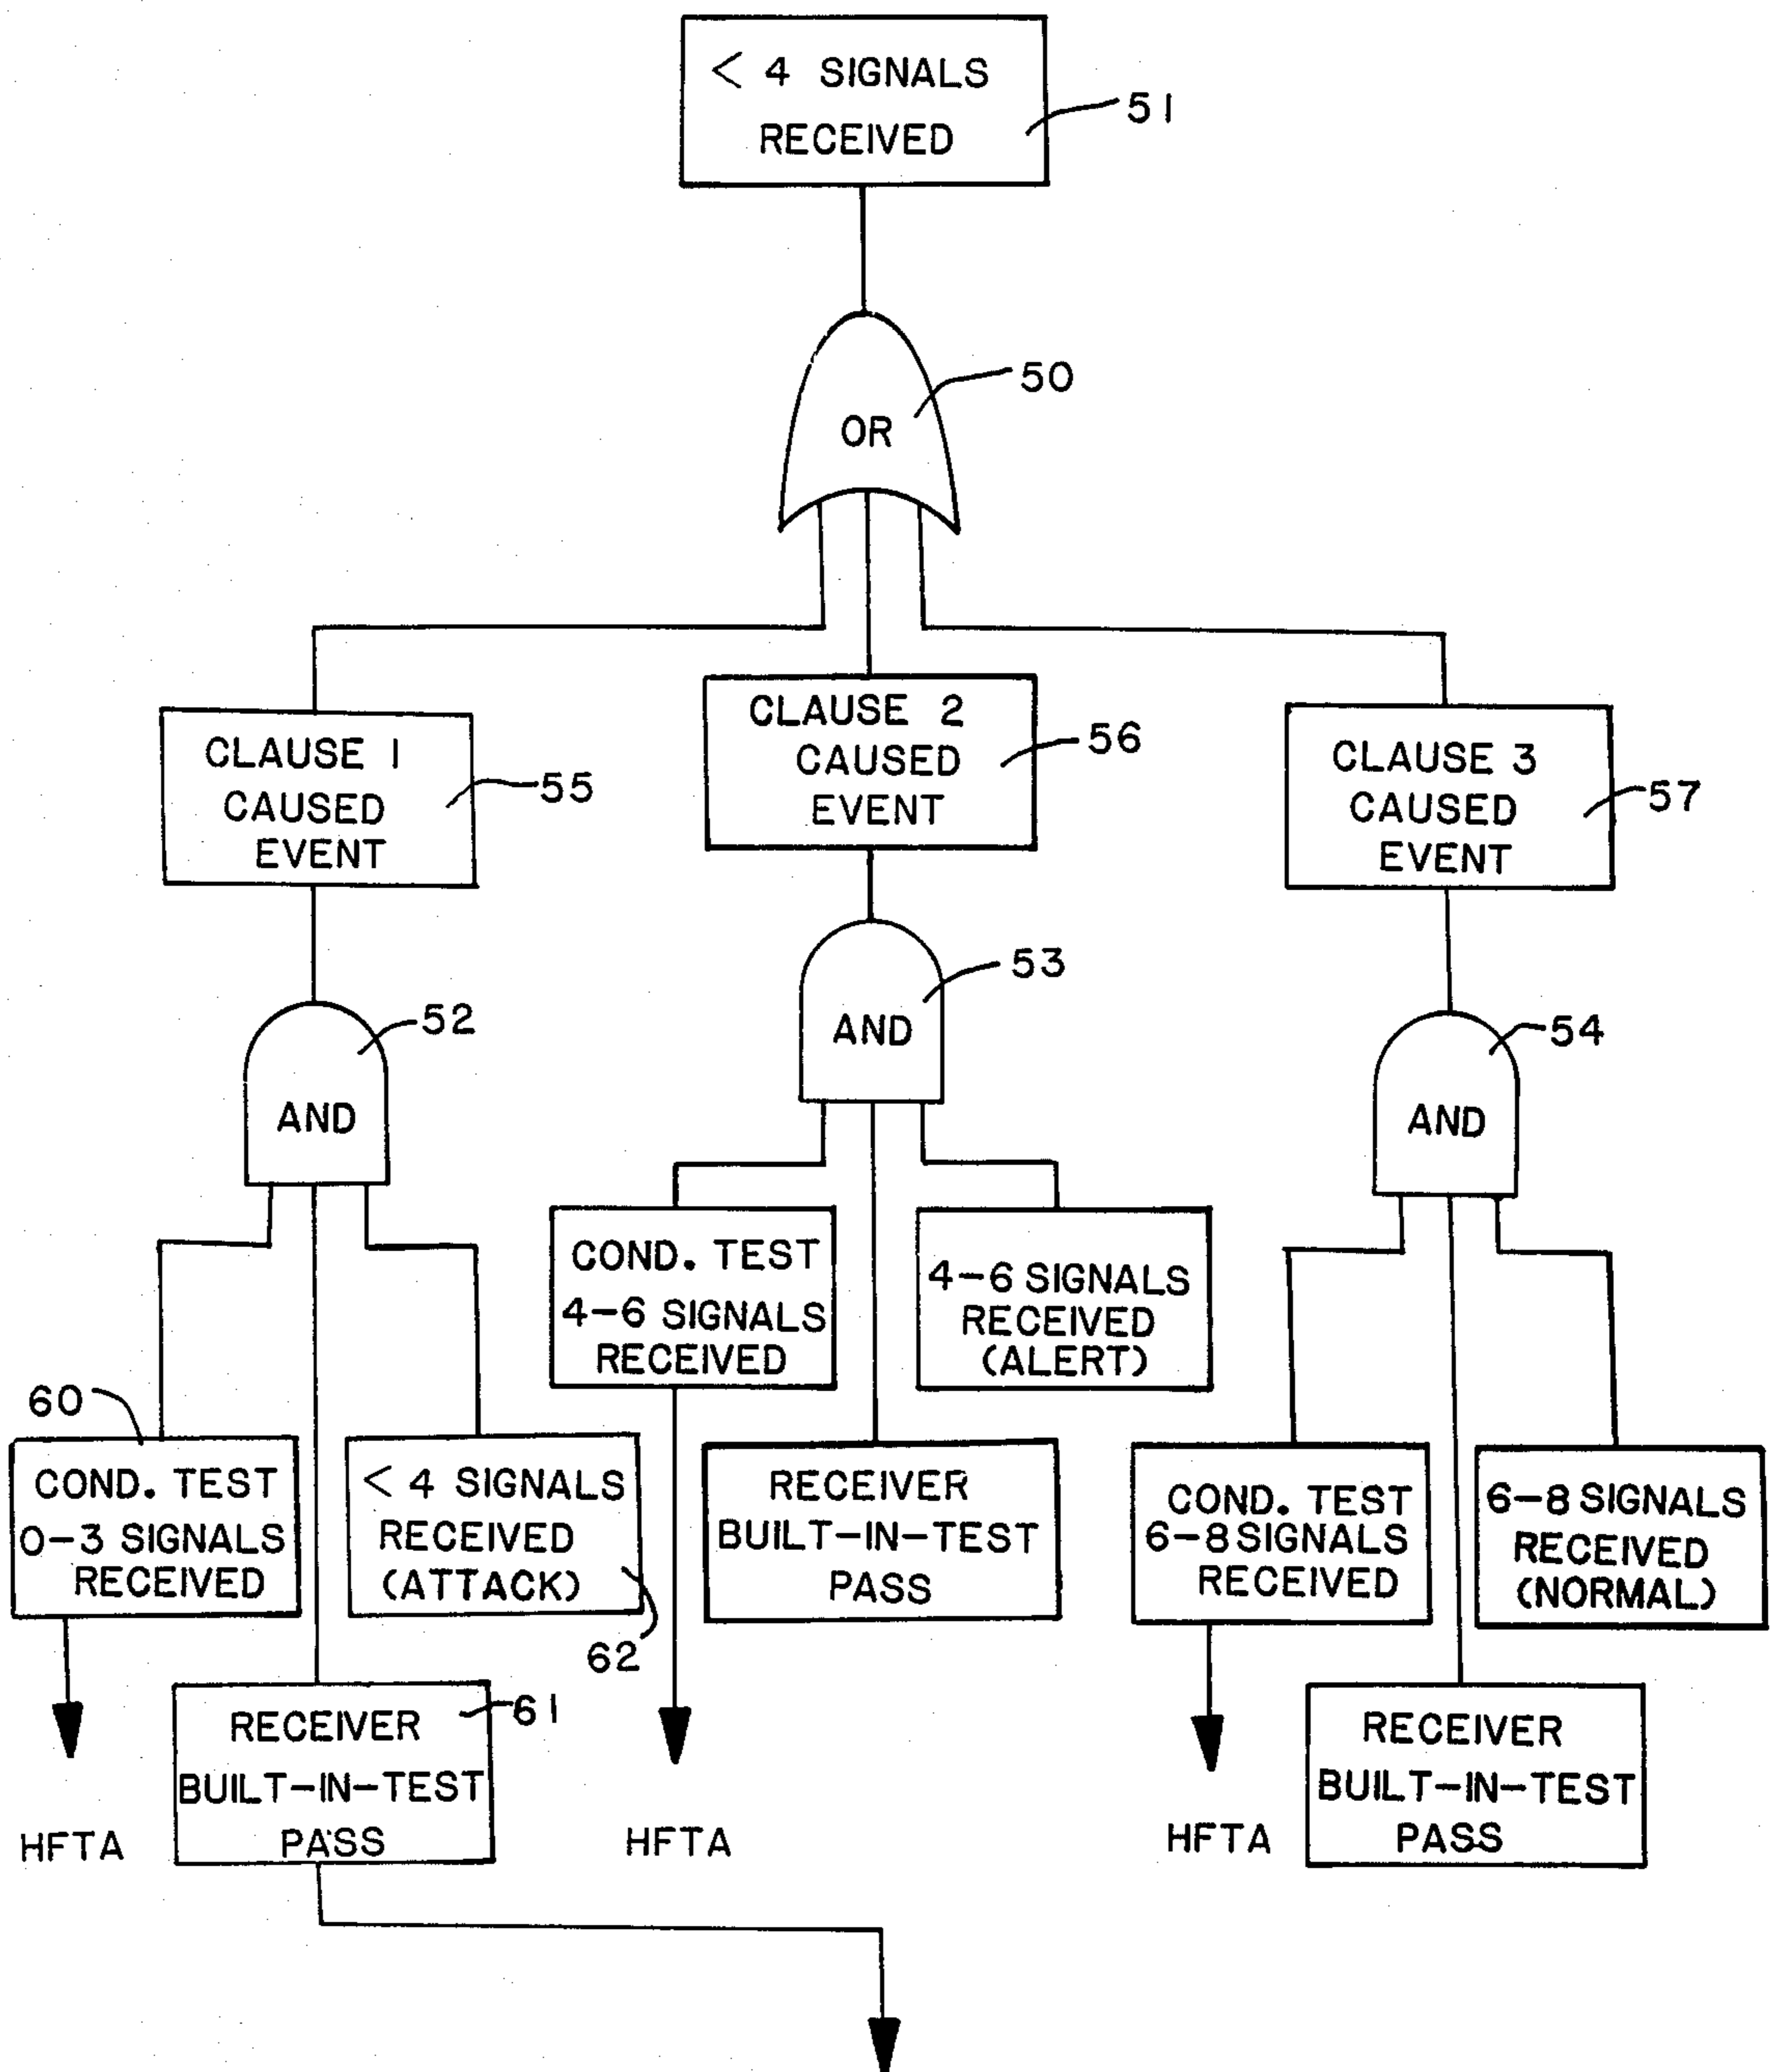 < 4 SIGNALS
RECEIVED
51
50
OR
CLAUSE 1
CAUSED
EVENT
55
CLAUSE 2
CAUSED
EVENT
56
CLAUSE 3
CAUSED
EVENT
57
52
AND
53
AND
54
AND
COND. TEST
4-6 SIGNALS
RECEIVED
4-6 SIGNALS
RECEIVED
(ALERT)
60
COND. TEST
0-3 SIGNALS
RECEIVED
< 4 SIGNALS
RECEIVED
(ATTACK)
62
RECEIVER
BUILT-IN-TEST
PASS
COND. TEST
6-8 SIGNALS
RECEIVED
6-8 SIGNALS
RECEIVED
(NORMAL)
RECEIVER
BUILT-IN-TEST
PASS
61
RECEIVER
BUILT-IN-TEST
PASS
HFTA
HFTA
HFTA